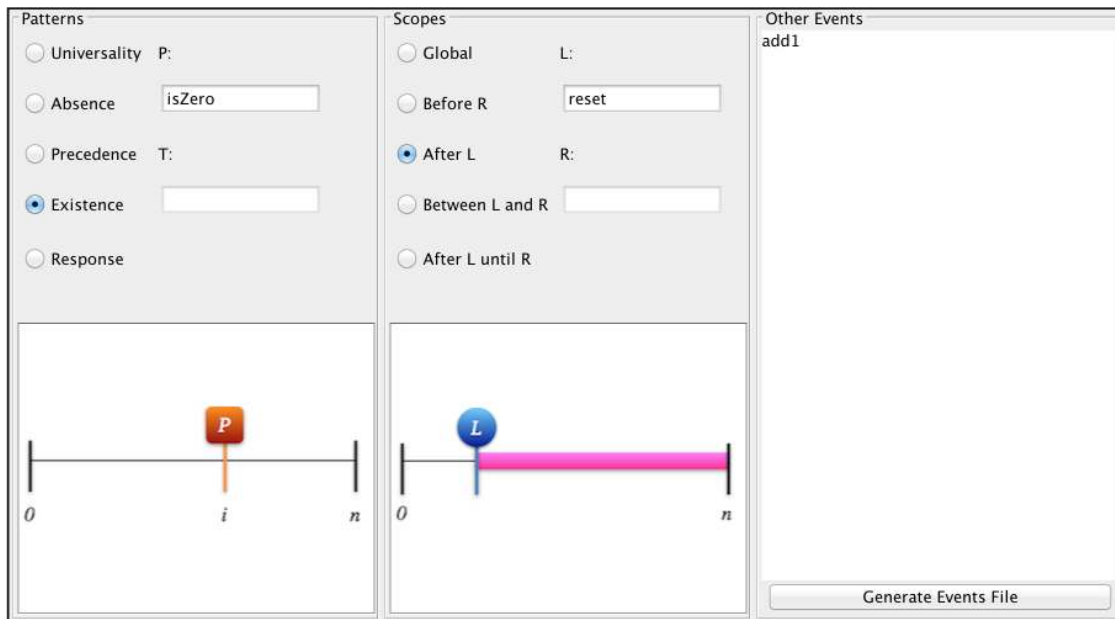 Patterns
Universality P:
Absence isZero
Precedence T:
Existence
Response
P
0 i n
Scopes
Global L:
Before R reset
After L R:
Between L and R
After L until R
L
0 n
Other Events
add1
Generate Events File